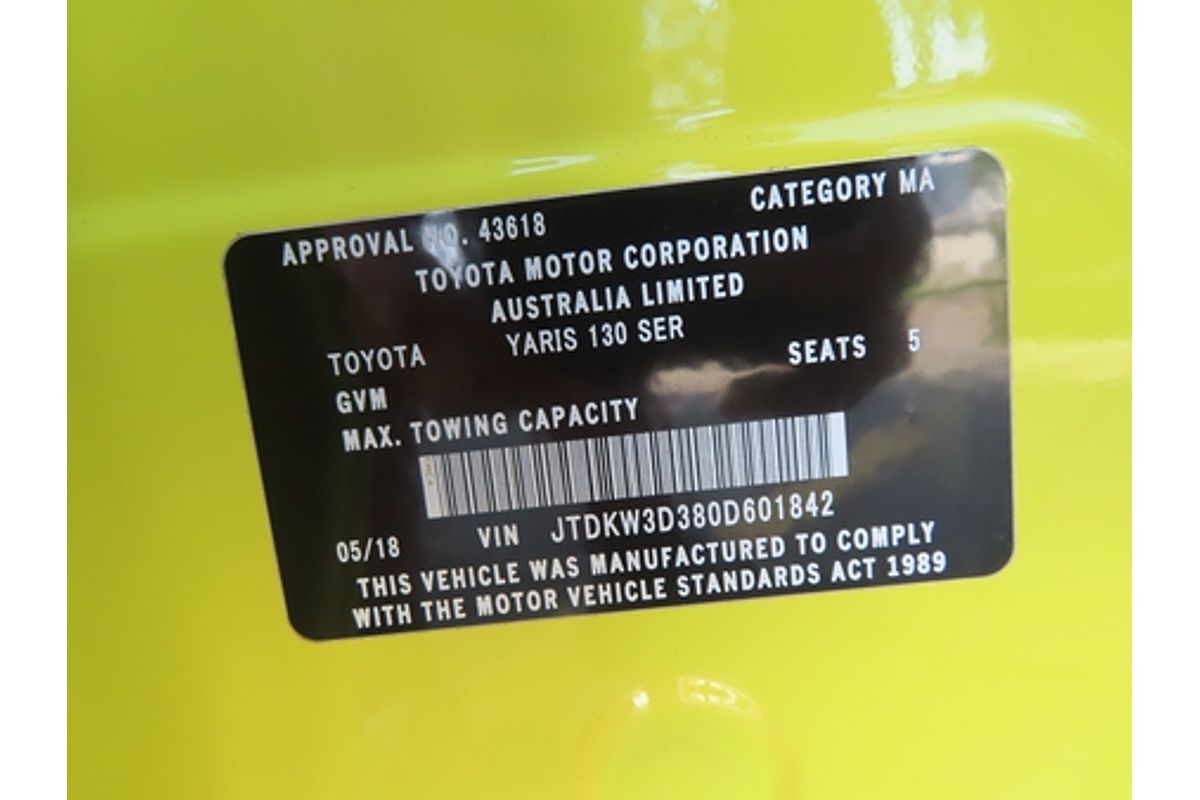 APPROVAL NO. 43618 CATEGORY MA
TOYOTA MOTOR CORPORATION
AUSTRALIA LIMITED
TOYOTA YARIS 130 SER
GVM SEATS 5
MAX. TOWING CAPACITY
05/18 VIN JTDKW3D380D601842
THIS VEHICLE WAS MANUFACTURED TO COMPLY
WITH THE MOTOR VEHICLE STANDARDS ACT 1989